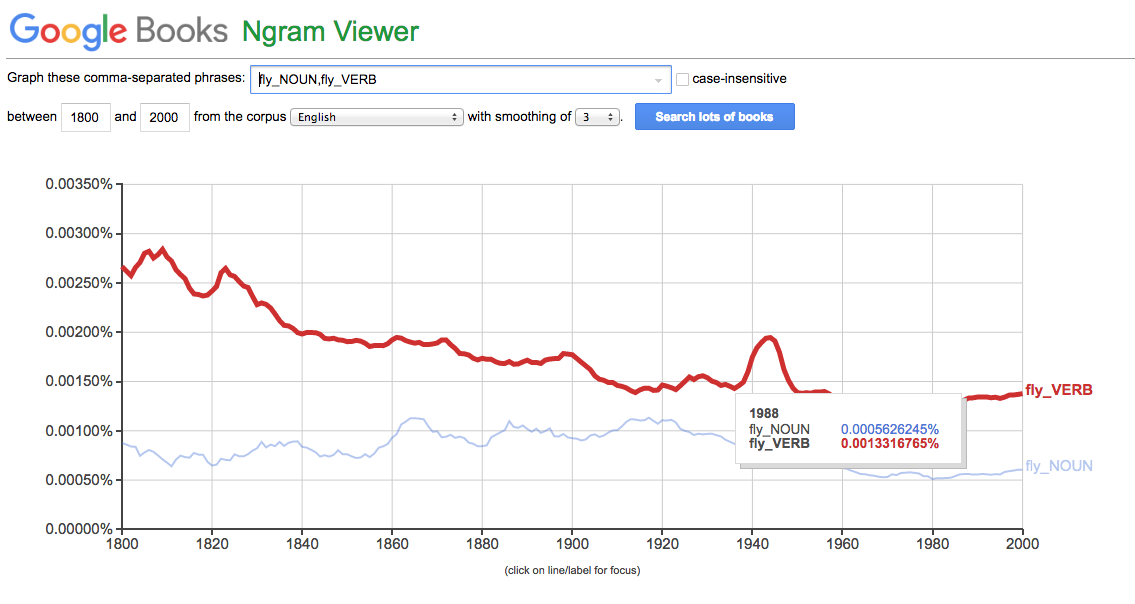 Google Books Ngram Viewer
Graph these comma-separated phrases: fly_NOUN,fly_VERB case-insensitive
between 1800 and 2000 from the corpus English with smoothing of 3 . Search lots of books
0.00350%
0.00300%
0.00250%
0.00200%
0.00150%
fly_VERB
1988
fly_NOUN 0.0005626245%
0.00100%
fly_VERB 0.0013316765%
fly_NOUN
0.00050%
0.00000%
1800 1820 1840 1860 1880 1900 1920 1940 1960 1980 2000
(click on line/label for focus)